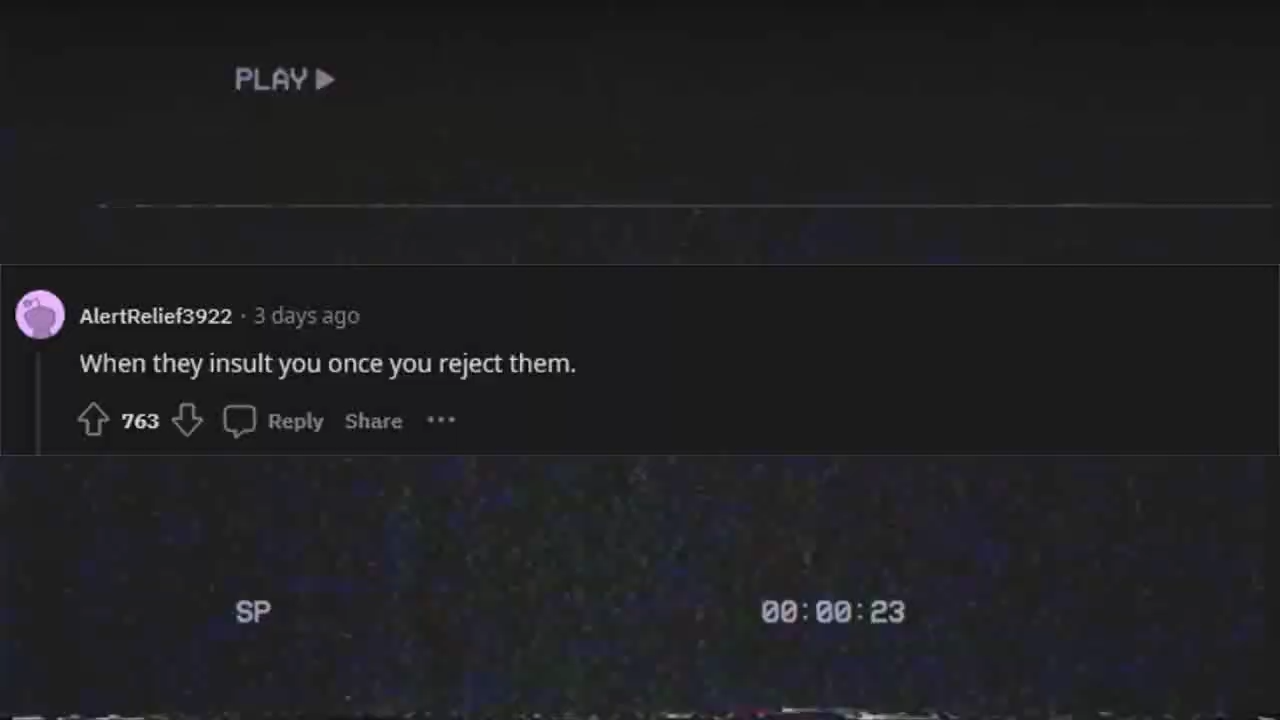 PLAY ▶
AlertRelief3922 · 3 days ago
When they insult you once you reject them.
763 Reply Share ···
SP 00:00:23